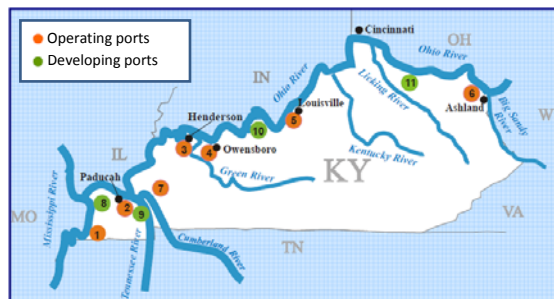 Operating ports
Developing ports
Cincinnati
OH
Ohio River
IN
Ohio River
Licking River
11
6
Louisville
Ashland
Big Sandy
River
W
Henderson
10
5
3
4
Owensboro
IL
KY
Kentucky River
Green River
Paducah
7
MO
8
2
9
VA
Mississippi River
1
TN
Tennessee River
Cumberland River